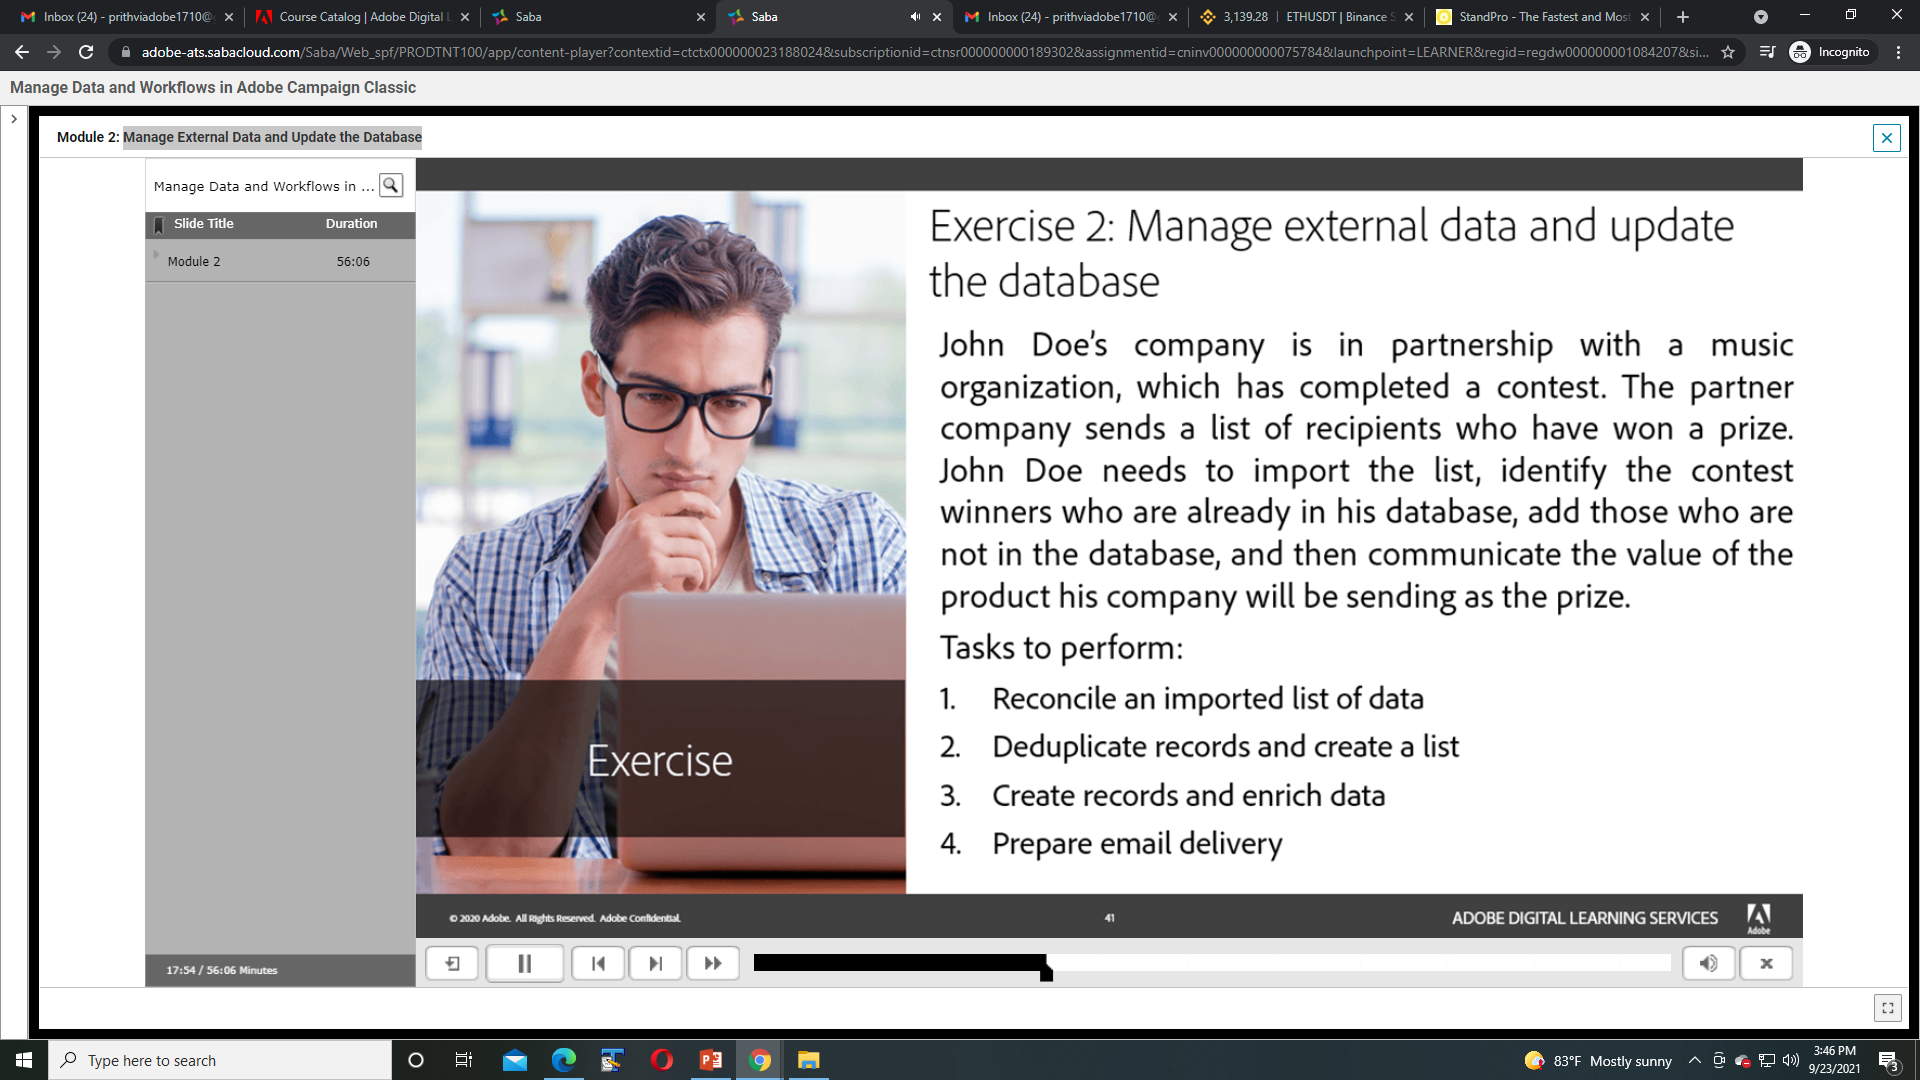 Inbox (24) - prithviadobe1710@
Course Catalog | Adobe Digital L
Saba
Saba
Inbox (24) - prithviadobe1710@
3,139.28 | ETHUSDT | Binance S
StandPro - The Fastest and Most
adobe-ats.sabacloud.com/Saba/Web_spf/PRODTNT100/app/content-player?contextid=ctctx000000023188024&subscriptionid=ctnsr0000000000189302&assignmentid=cninv000000000075784&launchpoint=LEARNER&regid=regdw000000001084207&si...
Incognito
Manage Data and Workflows in Adobe Campaign Classic
Module 2: Manage External Data and Update the Database
Manage Data and Workflows in ...
Slide Title Duration
Module 2 56:06
Exercise 2: Manage external data and update
the database
John Doe's company is in partnership with a music
organization, which has completed a contest. The partner
company sends a list of recipients who have won a prize.
John Doe needs to import the list, identify the contest
winners who are already in his database, add those who are
not in the database, and then communicate the value of the
product his company will be sending as the prize.
Tasks to perform:
1. Reconcile an imported list of data
2. Deduplicate records and create a list
3. Create records and enrich data
4. Prepare email delivery
Exercise
© 2020 Adobe. All Rights Reserved. Adobe Confidential.
41
ADOBE DIGITAL LEARNING SERVICES
Adobe
17:54 / 56:06 Minutes
Type here to search
83°F Mostly sunny
3:46 PM
9/23/2021
3